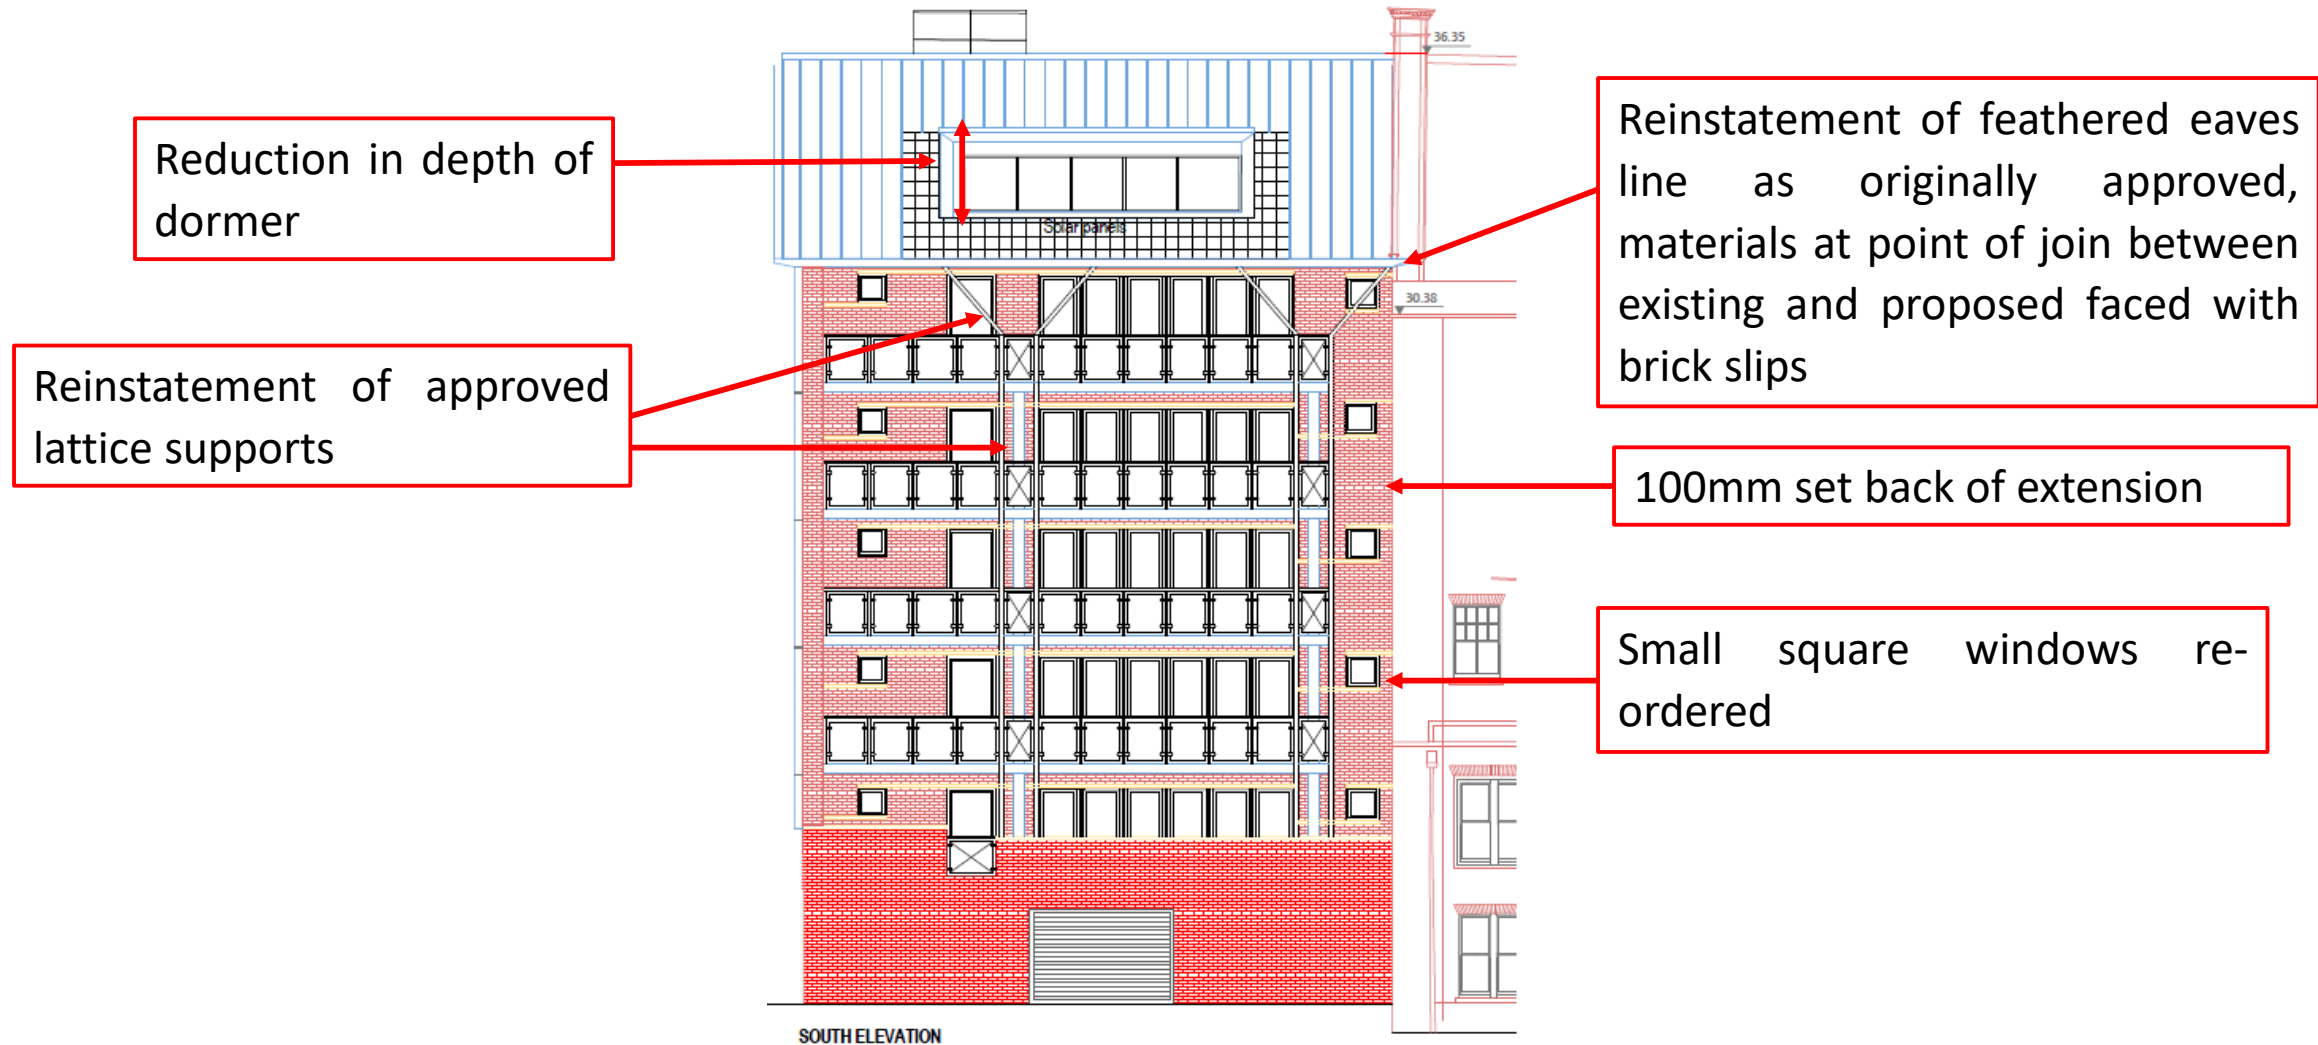 36.35
Reduction in depth of
dormer
Reinstatement of feathered eaves
line as originally approved,
materials at point of join between
existing and proposed faced with
brick slips
Solar panels
30.38
Reinstatement of approved
lattice supports
100mm set back of extension
Small square windows re-
ordered
SOUTH ELEVATION